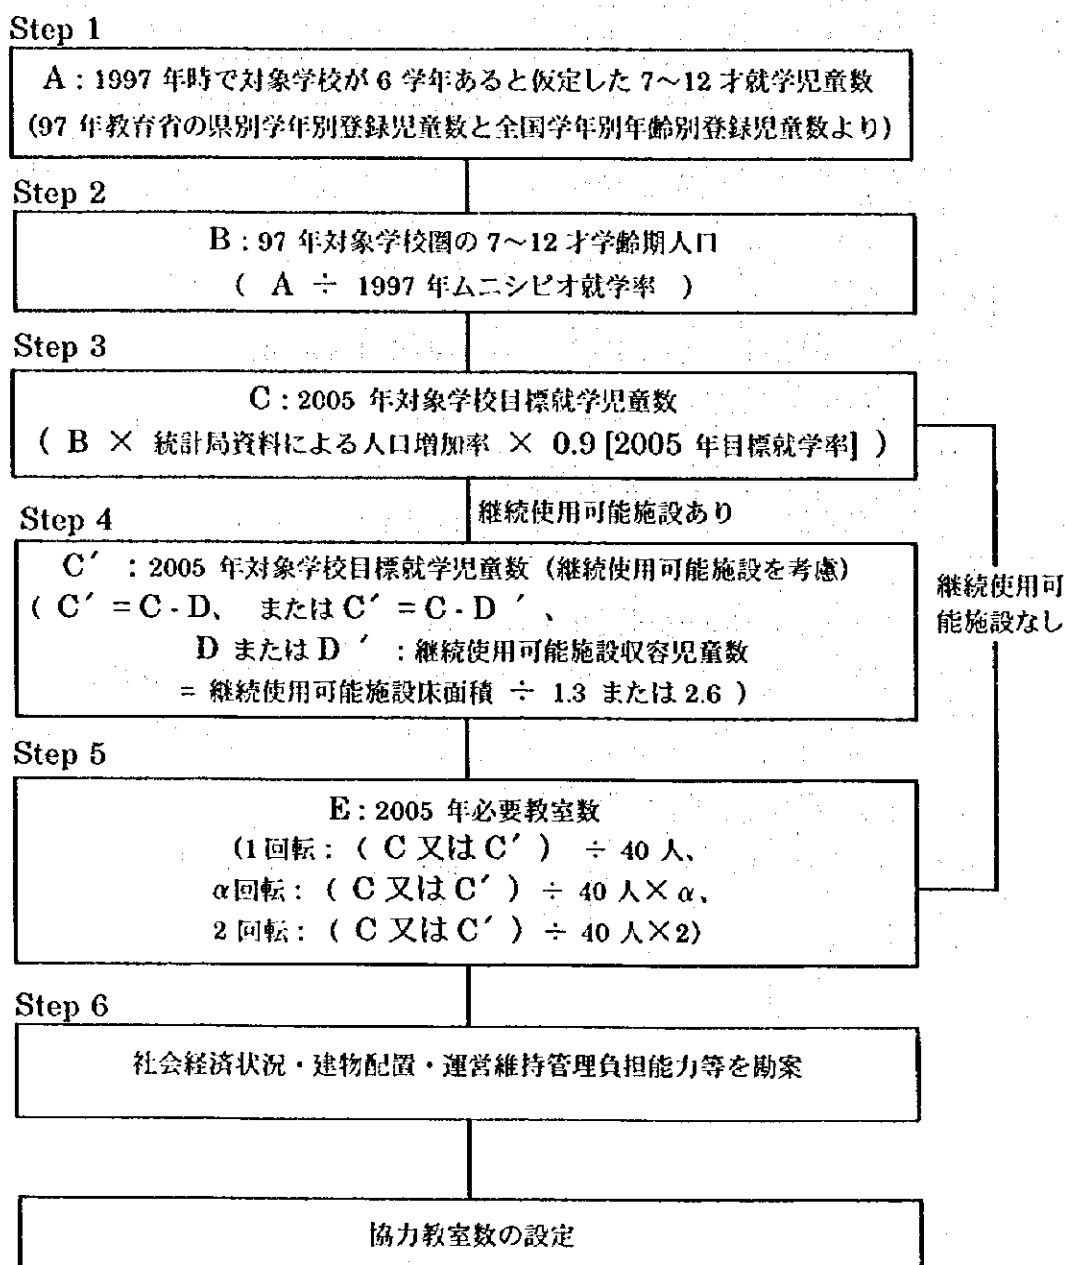 Step 1
A : 1997 年時で対象学校が 6 学年あると仮定した 7～12 才就学児童数
(97 年教育省の県別学年別登録児童数と全国学年別年齢別登録児童数より)
Step 2
B : 97 年対象学校圏の 7～12 才学齢期人口
( A ÷ 1997 年ムニシピオ就学率 )
Step 3
C : 2005 年対象学校目標就学児童数
( B × 統計局資料による人口増加率 × 0.9 [2005 年目標就学率] )
継続使用可能施設あり
Step 4
C´ : 2005 年対象学校目標就学児童数 (継続使用可能施設を考慮)
( C´ = C - D、 または C´ = C - D ´ 、
D または D ´ : 継続使用可能施設収容児童数
= 継続使用可能施設床面積 ÷ 1.3 または 2.6 )
継続使用可
能施設なし
Step 5
E : 2005 年必要教室数
(1 回転 : ( C 又は C´ ) ÷ 40 人、
α回転 : ( C 又は C´ ) ÷ 40 人× α、
2 回転 : ( C 又は C´ ) ÷ 40 人×2)
Step 6
社会経済状況・建物配置・運営維持管理負担能力等を勘案
協力教室数の設定